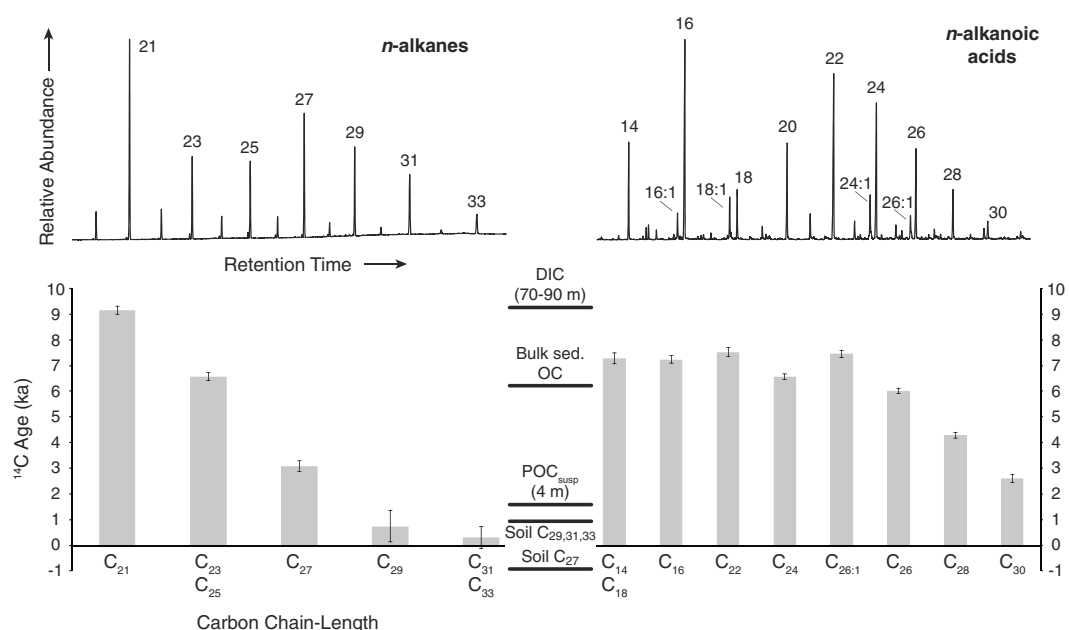 n-alkanes
n-alkanoic
acids
Relative Abundance
21
23
25
27
29
31
33
Retention Time
14
16:1
16
18:1
18
20
22
24:1
24
26:1
26
28
30
DIC
(70-90 m)
Bulk sed.
OC
POCsusp
(4 m)
Soil C29,31,33
Soil C27
14C Age (ka)
10
9
8
7
6
5
4
3
2
1
0
-1
10
9
8
7
6
5
4
3
2
1
0
-1
C21
C23
C25
C27
C29
C31
C33
C14
C18
C16
C22
C24
C26:1
C26
C28
C30
Carbon Chain-Length